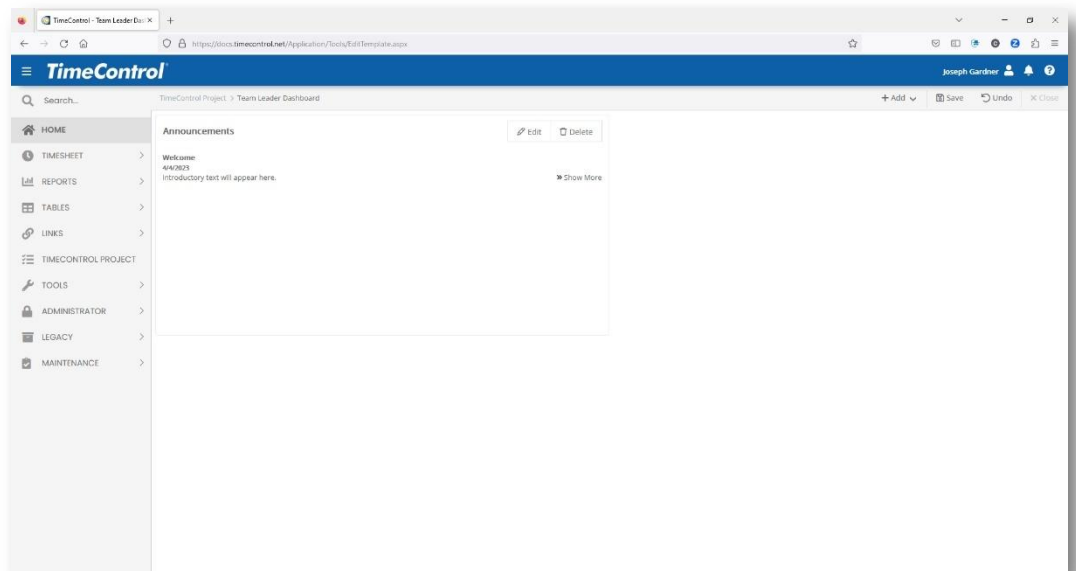 TimeControl - Team Leader Das
https://docs.timecontrol.net/Application/Tools/EditTemplate.aspx
TimeControl
Joseph Gardner
Search...
TimeControl Project > Team Leader Dashboard
+ Add
Save
Undo
Close
HOME
Announcements
Edit
Delete
TIMESHEET
Welcome
4/4/2023
Introductory text will appear here.
» Show More
REPORTS
TABLES
LINKS
TIMECONTROL PROJECT
TOOLS
ADMINISTRATOR
LEGACY
MAINTENANCE